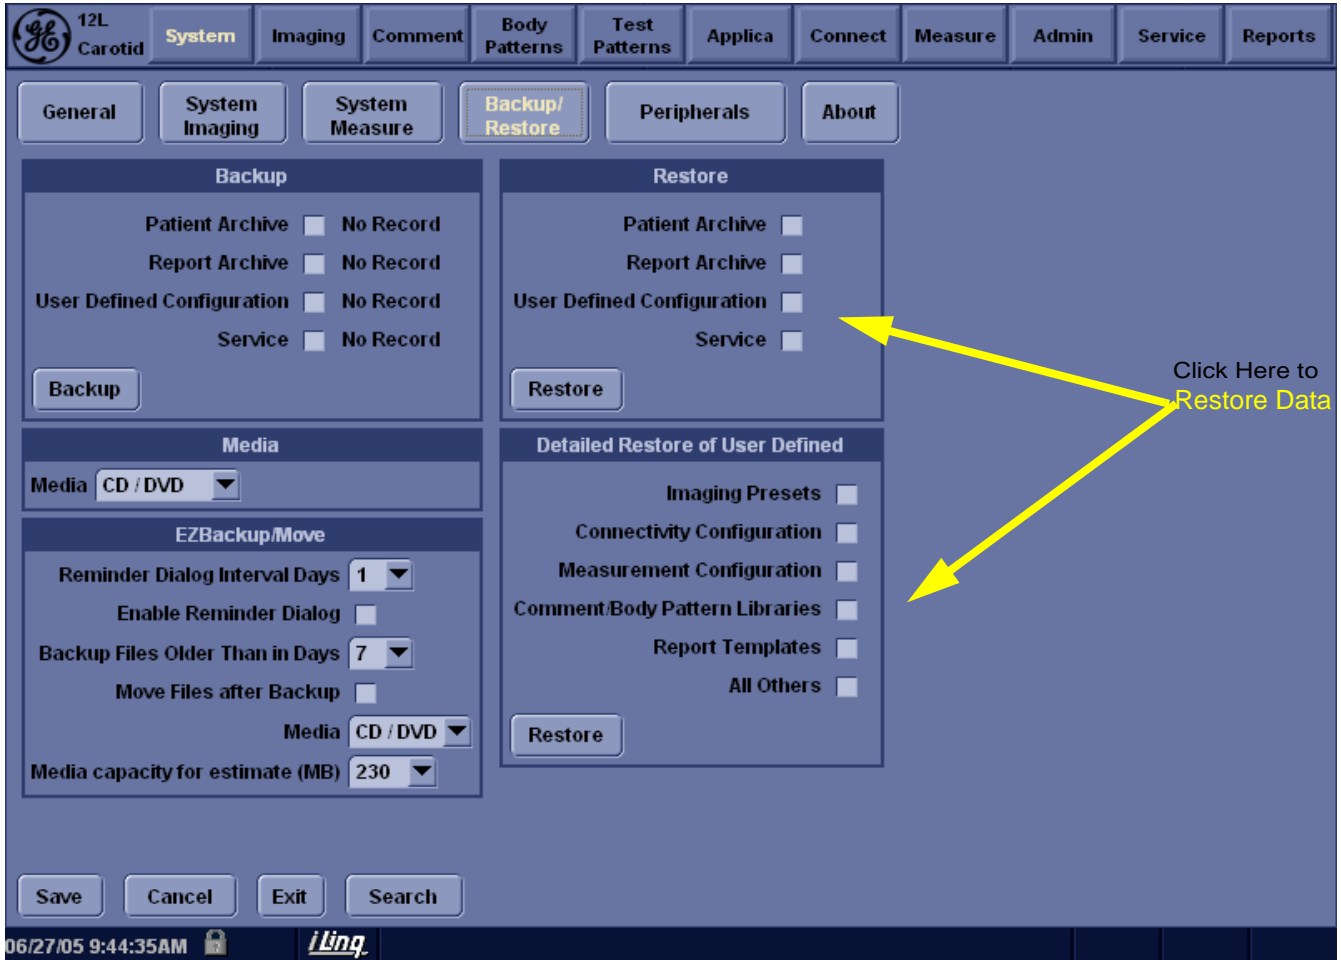 GE
12L
Carotid
System
Imaging
Comment
Body
Patterns
Test
Patterns
Applica
Connect
Measure
Admin
Service
Reports
General
System
Imaging
System
Measure
Backup/
Restore
Peripherals
About
Backup
Patient Archive No Record
Report Archive No Record
User Defined Configuration No Record
Service No Record
Backup
Restore
Patient Archive
Report Archive
User Defined Configuration
Service
Restore
Click Here to
Restore Data
Media
Media CD / DVD
EZBackup/Move
Reminder Dialog Interval Days 1
Enable Reminder Dialog
Backup Files Older Than in Days 7
Move Files after Backup
Media CD / DVD
Media capacity for estimate (MB) 230
Detailed Restore of User Defined
Imaging Presets
Connectivity Configuration
Measurement Configuration
Comment/Body Pattern Libraries
Report Templates
All Others
Restore
Save
Cancel
Exit
Search
06/27/05 9:44:35AM
iLinq